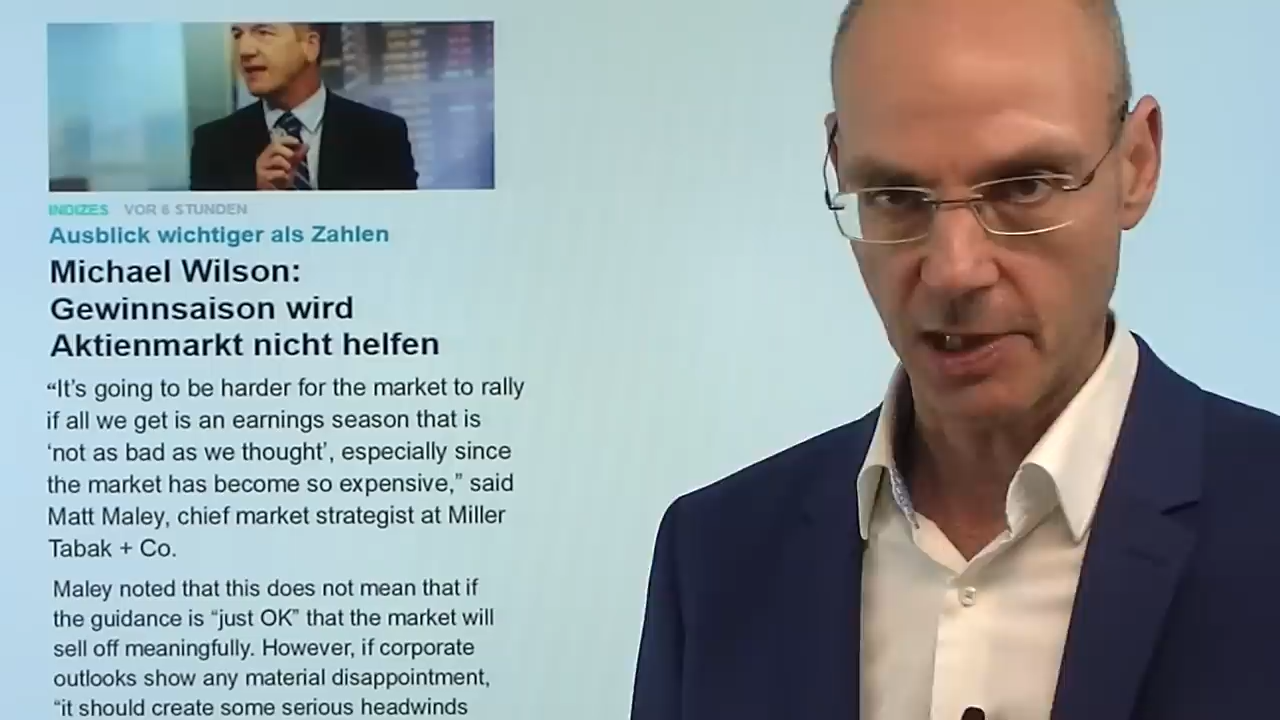 INDIZES VOR 6 STUNDEN
Ausblick wichtiger als Zahlen
Michael Wilson:
Gewinnsaison wird
Aktienmarkt nicht helfen
“It’s going to be harder for the market to rally
if all we get is an earnings season that is
‘not as bad as we thought’, especially since
the market has become so expensive,” said
Matt Maley, chief market strategist at Miller
Tabak + Co.
Maley noted that this does not mean that if
the guidance is “just OK” that the market will
sell off meaningfully. However, if corporate
outlooks show any material disappointment,
“it should create some serious headwinds